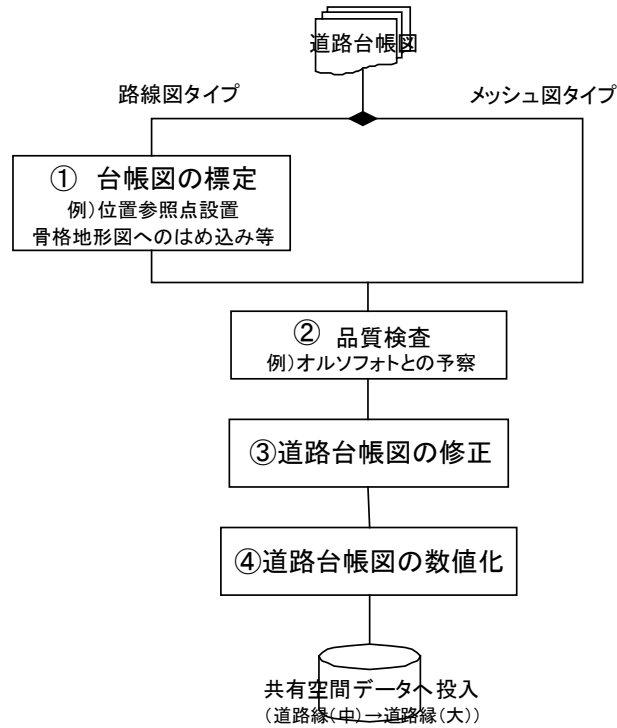 道路台帳図
路線図タイプ
メッシュ図タイプ
① 台帳図の標定
例）位置参照点設置
骨格地形図へのはめ込み等
② 品質検査
例）オルソフォトとの予察
③道路台帳図の修正
④道路台帳図の数値化
共有空間データへ投入
（道路縁（中）→道路縁（大））